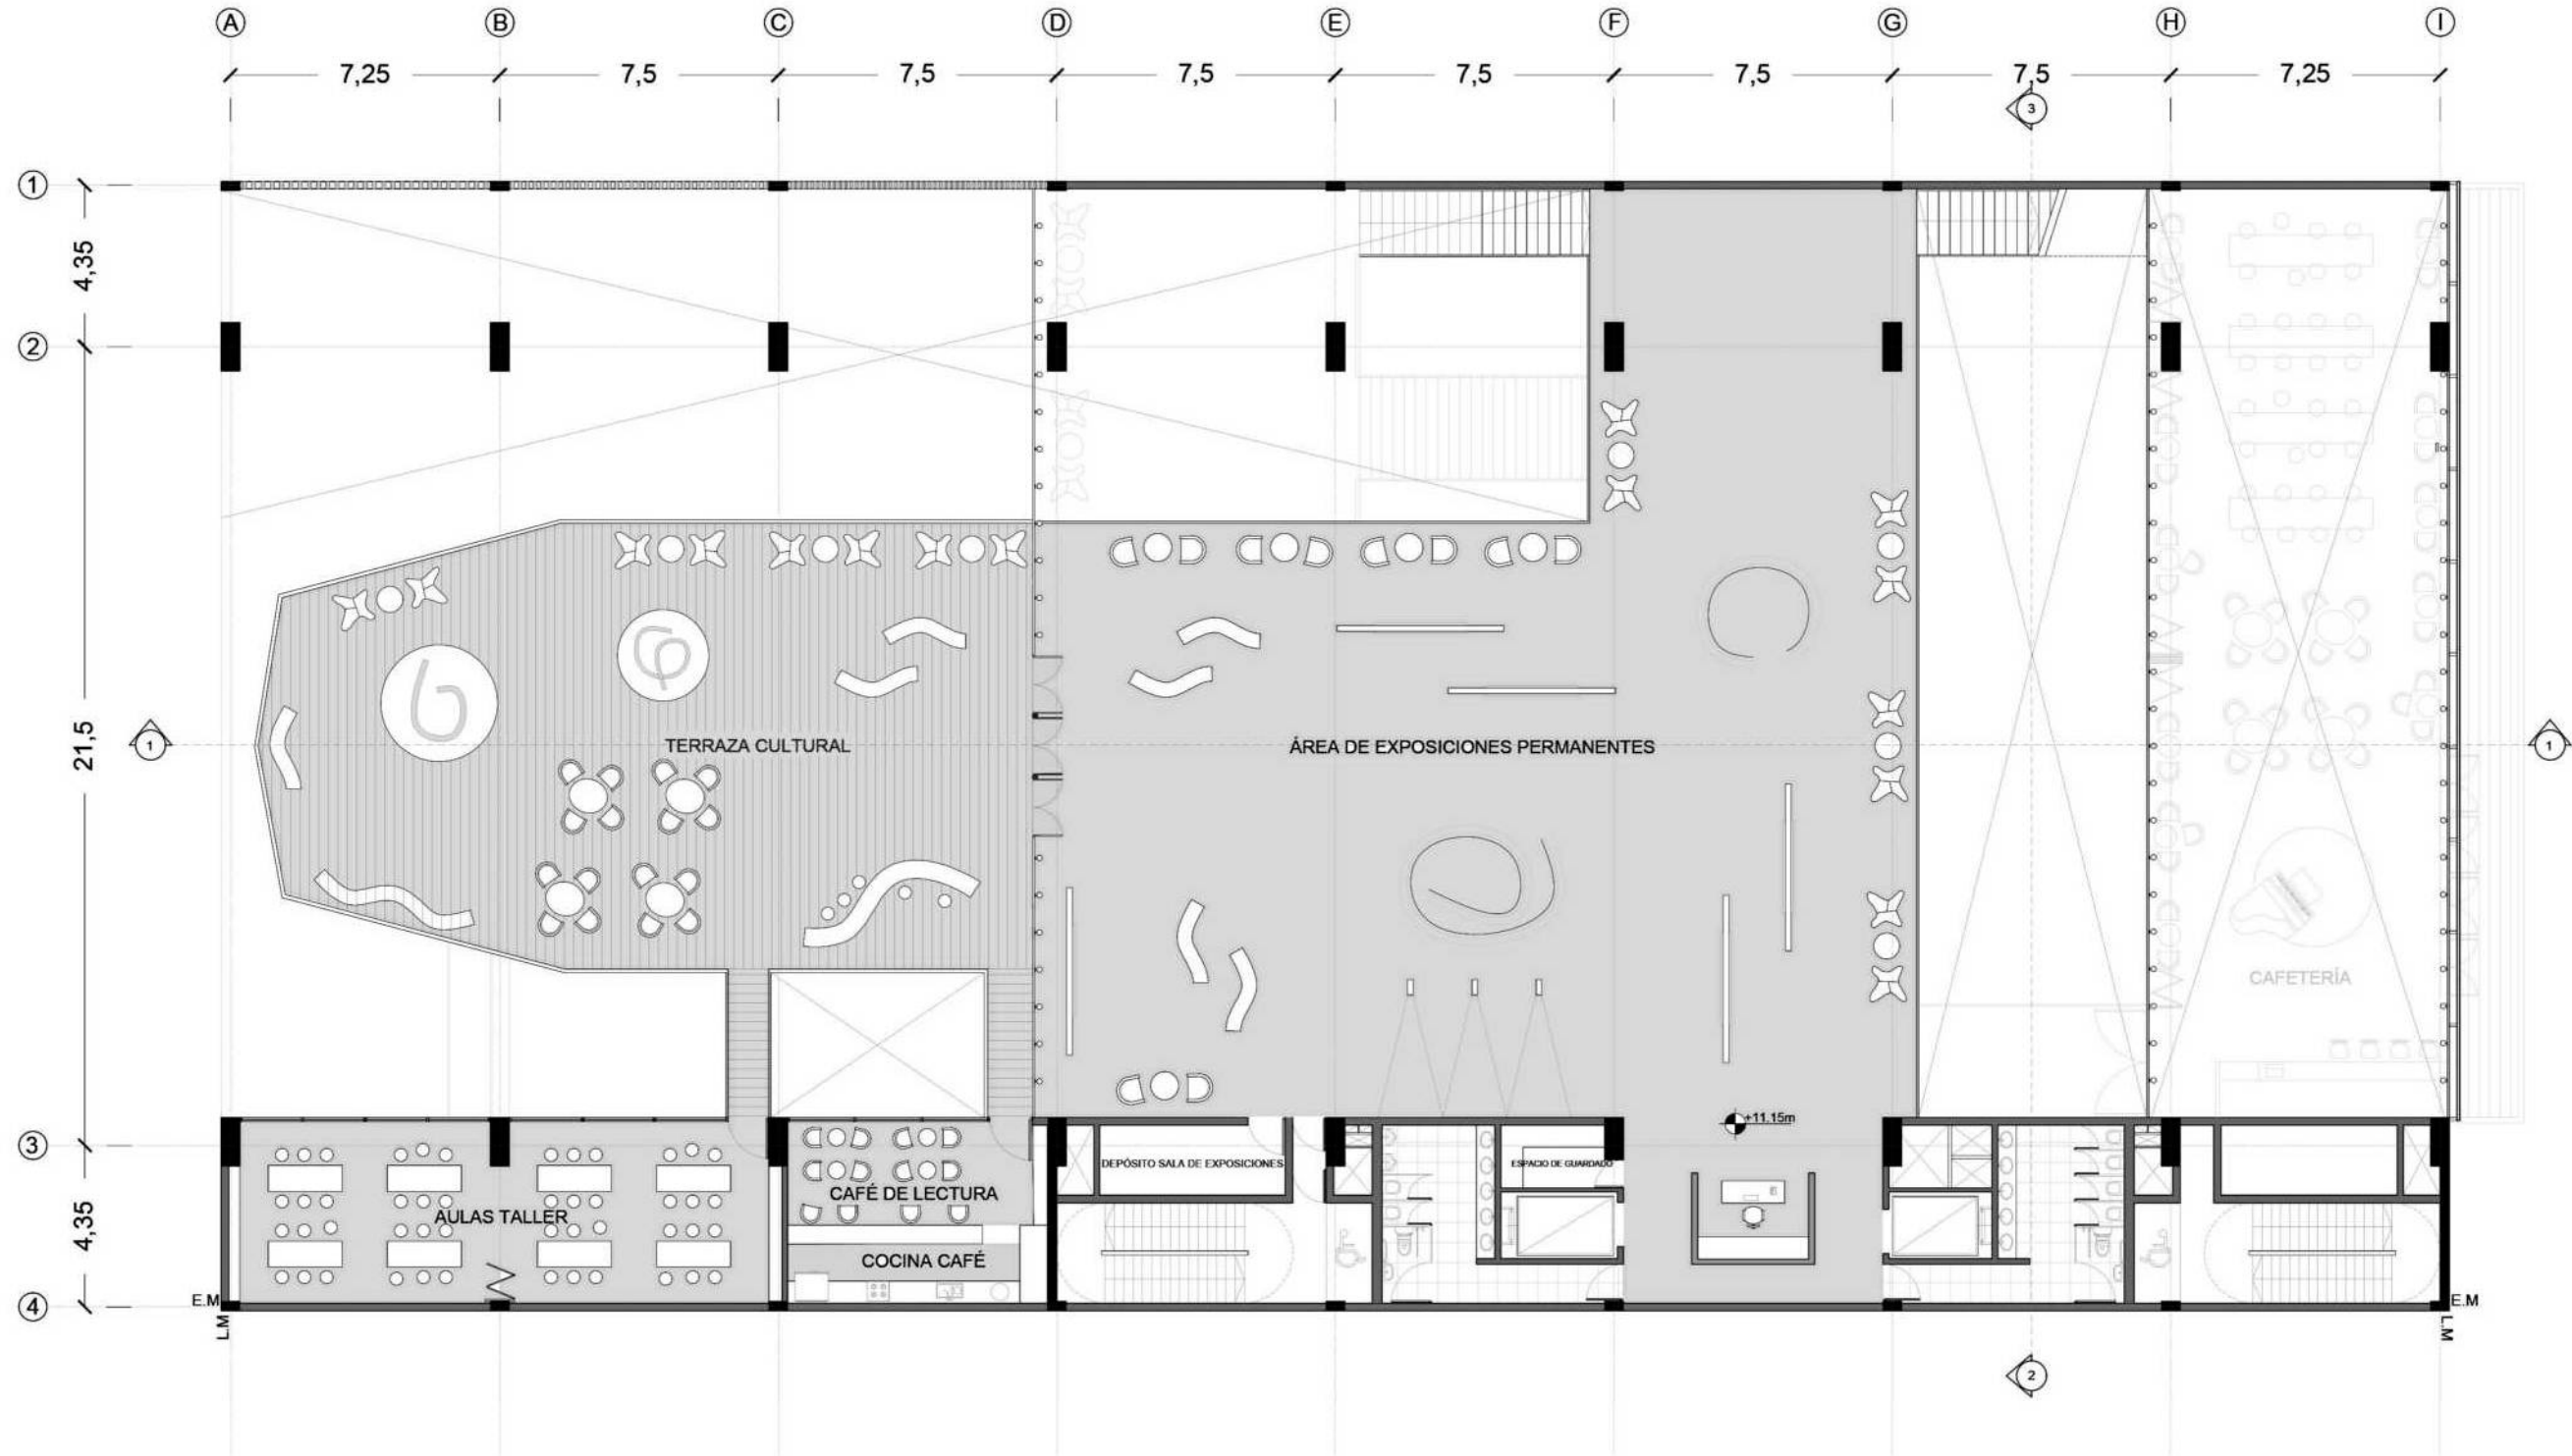 A B C D E F G H I
7,25 7,5 7,5 7,5 7,5 7,5 7,5 7,25
3
1
4,35
2
21,5
1
TERRAZA CULTURAL
ÁREA DE EXPOSICIONES PERMANENTES
1
CAFETERÍA
+11.15m
3
DEPÓSITO SALA DE EXPOSICIONES
ESPACIO DE GUARDADO
CAFÉ DE LECTURA
AULAS TALLER
4,35
COCINA CAFÉ
4
E.M
L.M
E.M
L.M
2